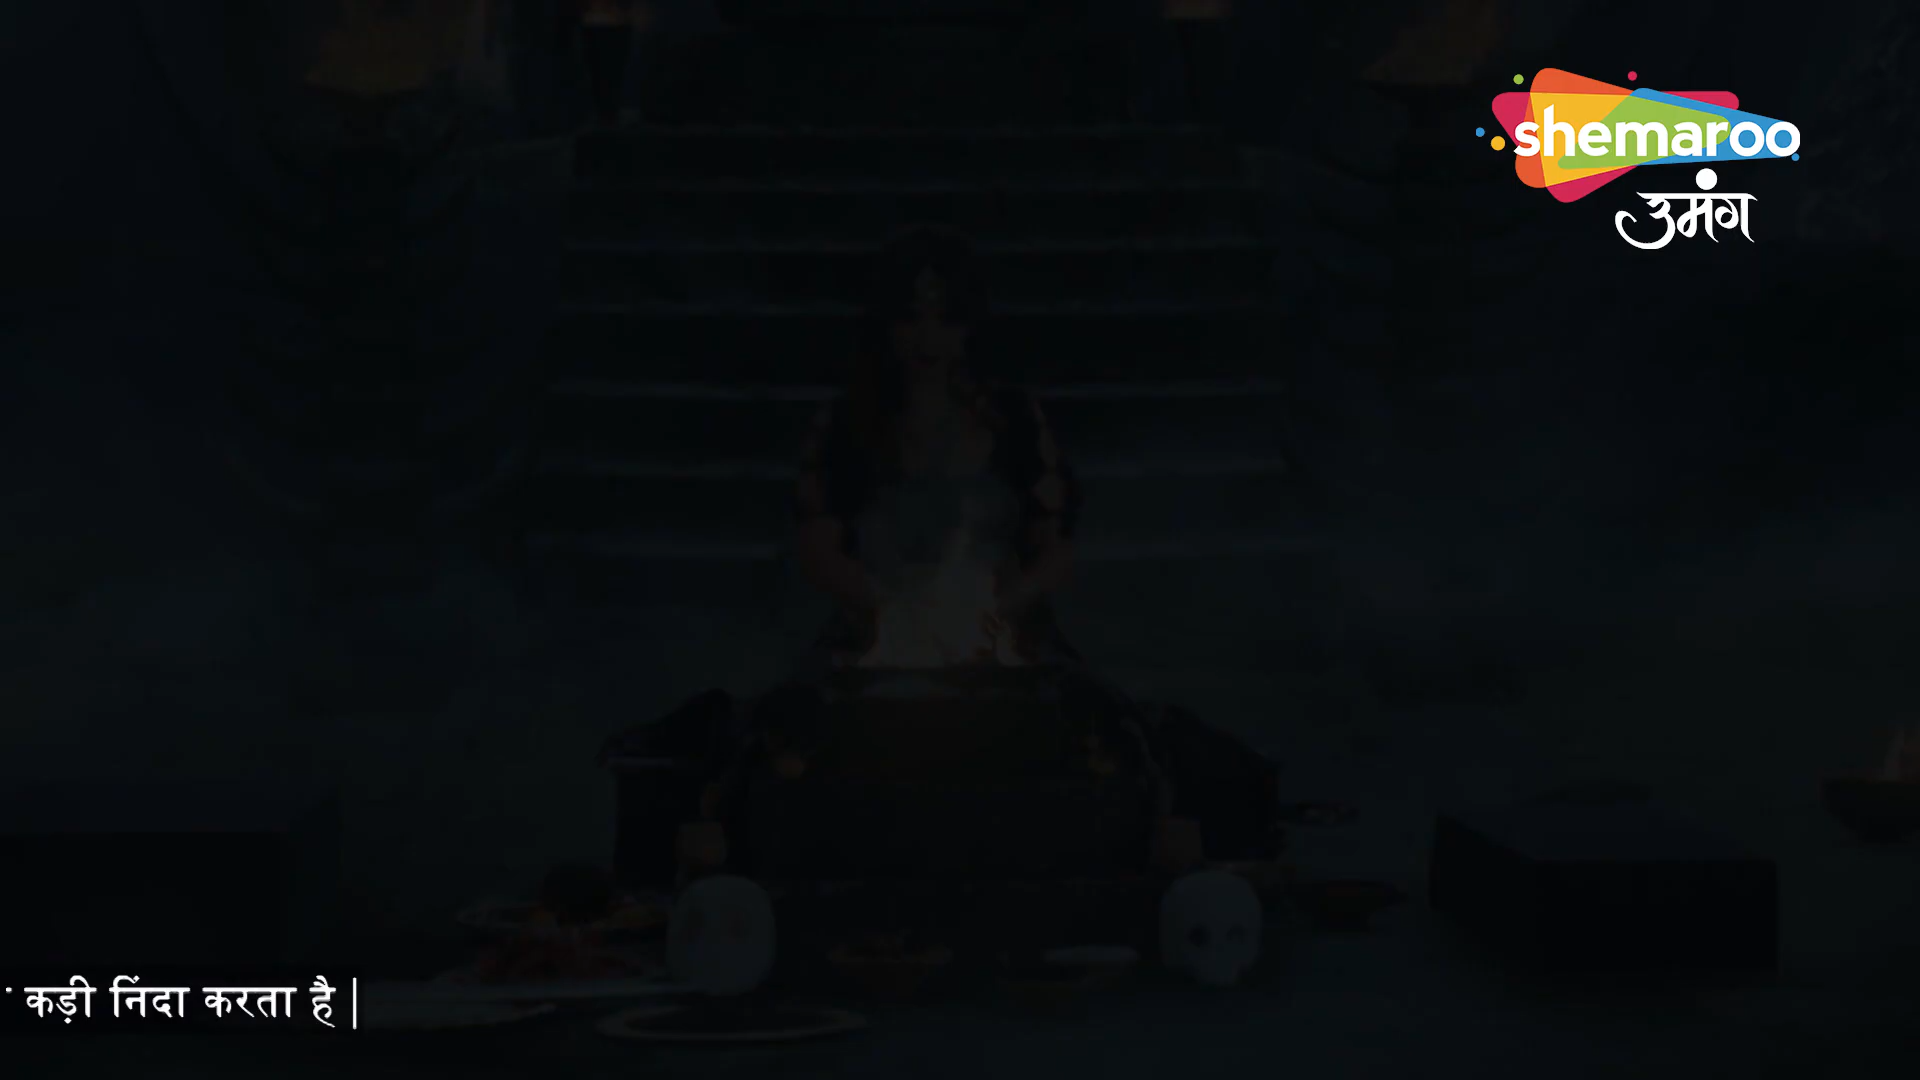 shemaroo
उमंग
कड़ी निंदा करता है |